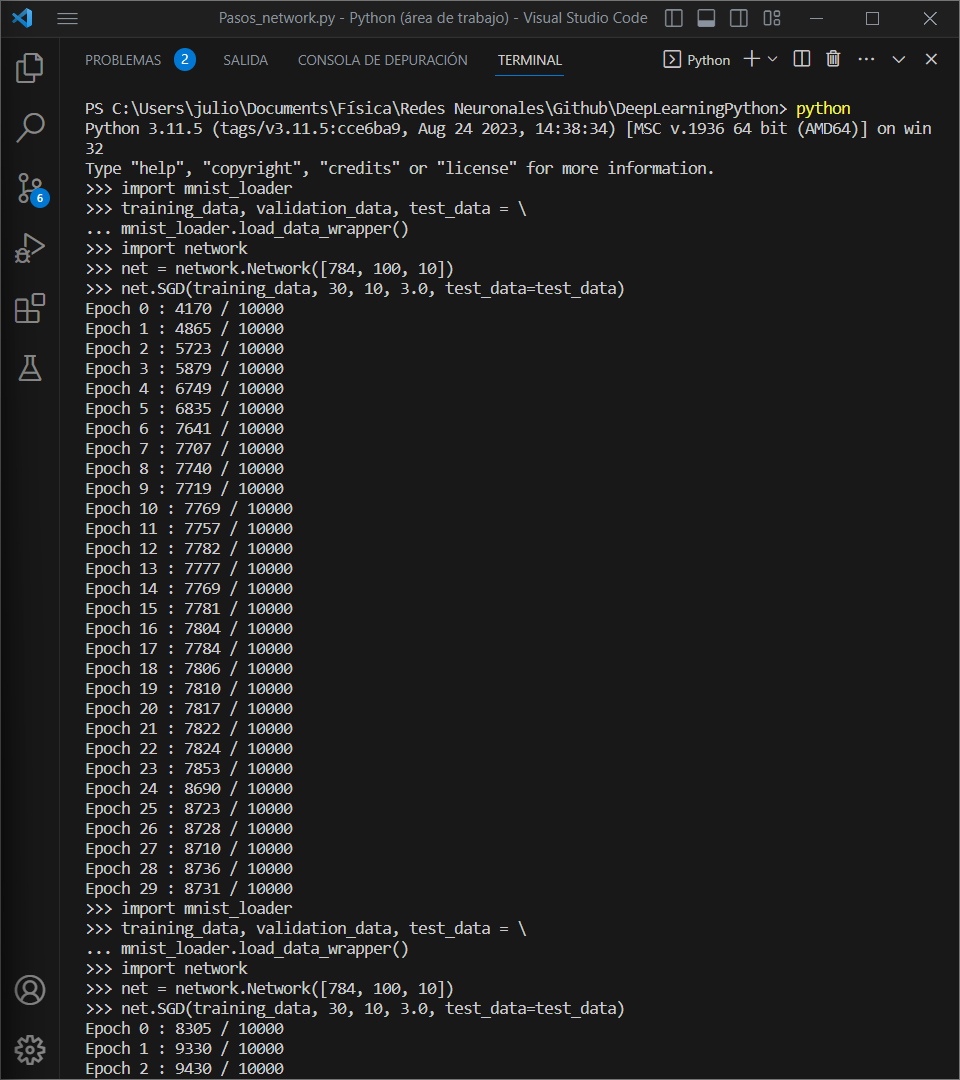 Pasos_network.py - Python (área de trabajo) - Visual Studio Code
PROBLEMAS 2 SALIDA CONSOLA DE DEPURACIÓN TERMINAL Python
PS C:\Users\julio\Documents\Física\Redes Neuronales\Github\DeepLearningPython> python
Python 3.11.5 (tags/v3.11.5:cce6ba9, Aug 24 2023, 14:38:34) [MSC v.1936 64 bit (AMD64)] on win
32
Type "help", "copyright", "credits" or "license" for more information.
>>> import mnist_loader
>>> training_data, validation_data, test_data = \
... mnist_loader.load_data_wrapper()
>>> import network
>>> net = network.Network([784, 100, 10])
>>> net.SGD(training_data, 30, 10, 3.0, test_data=test_data)
Epoch 0 : 4170 / 10000
Epoch 1 : 4865 / 10000
Epoch 2 : 5723 / 10000
Epoch 3 : 5879 / 10000
Epoch 4 : 6749 / 10000
Epoch 5 : 6835 / 10000
Epoch 6 : 7641 / 10000
Epoch 7 : 7707 / 10000
Epoch 8 : 7740 / 10000
Epoch 9 : 7719 / 10000
Epoch 10 : 7769 / 10000
Epoch 11 : 7757 / 10000
Epoch 12 : 7782 / 10000
Epoch 13 : 7777 / 10000
Epoch 14 : 7769 / 10000
Epoch 15 : 7781 / 10000
Epoch 16 : 7804 / 10000
Epoch 17 : 7784 / 10000
Epoch 18 : 7806 / 10000
Epoch 19 : 7810 / 10000
Epoch 20 : 7817 / 10000
Epoch 21 : 7822 / 10000
Epoch 22 : 7824 / 10000
Epoch 23 : 7853 / 10000
Epoch 24 : 8690 / 10000
Epoch 25 : 8723 / 10000
Epoch 26 : 8728 / 10000
Epoch 27 : 8710 / 10000
Epoch 28 : 8736 / 10000
Epoch 29 : 8731 / 10000
>>> import mnist_loader
>>> training_data, validation_data, test_data = \
... mnist_loader.load_data_wrapper()
>>> import network
>>> net = network.Network([784, 100, 10])
>>> net.SGD(training_data, 30, 10, 3.0, test_data=test_data)
Epoch 0 : 8305 / 10000
Epoch 1 : 9330 / 10000
Epoch 2 : 9430 / 10000
6